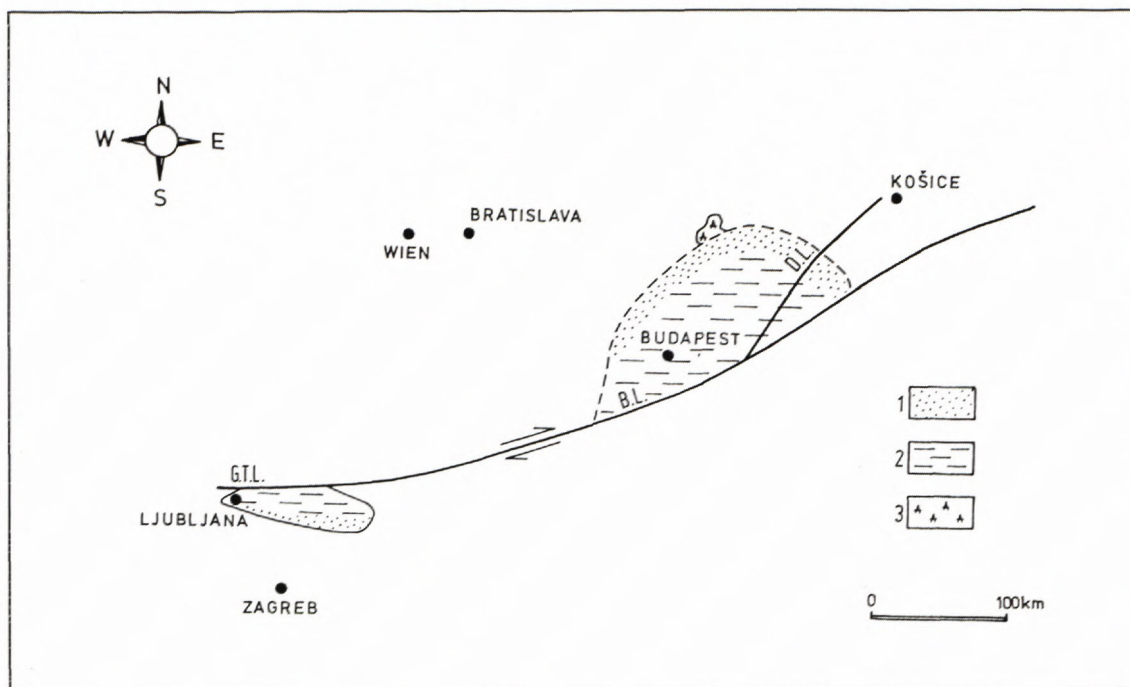 N
W E
S
KOŠICE
BRATISLAVA
WIEN
D.L.
BUDAPEST
B.L.
1
2
G.T.L.
3
LJUBLJANA
ZAGREB
0 100km